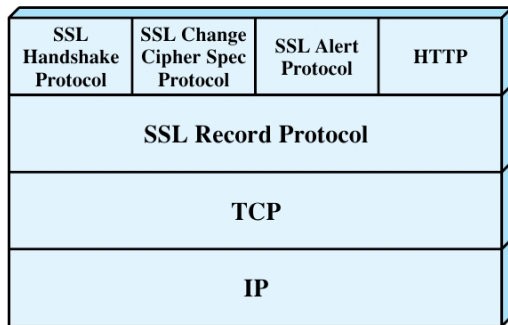 SSL
Handshake
Protocol
SSL Change
Cipher Spec
Protocol
SSL Alert
Protocol
HTTP
SSL Record Protocol
TCP
IP